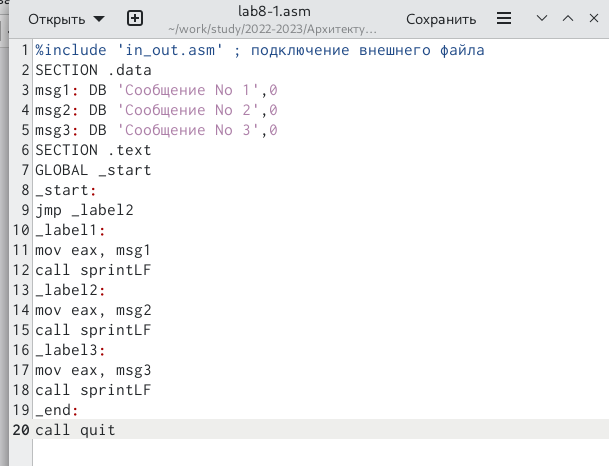 Открыть
lab8-1.asm
~/work/study/2022-2023/Архитекту...
Сохранить
1 %include 'in_out.asm' ; подключение внешнего файла
2 SECTION .data
3 msg1: DB 'Сообщение No 1',0
4 msg2: DB 'Сообщение No 2',0
5 msg3: DB 'Сообщение No 3',0
6 SECTION .text
7 GLOBAL _start
8 _start:
9 jmp _label2
10 _label1:
11 mov eax, msg1
12 call sprintLF
13 _label2:
14 mov eax, msg2
15 call sprintLF
16 _label3:
17 mov eax, msg3
18 call sprintLF
19 _end:
20 call quit